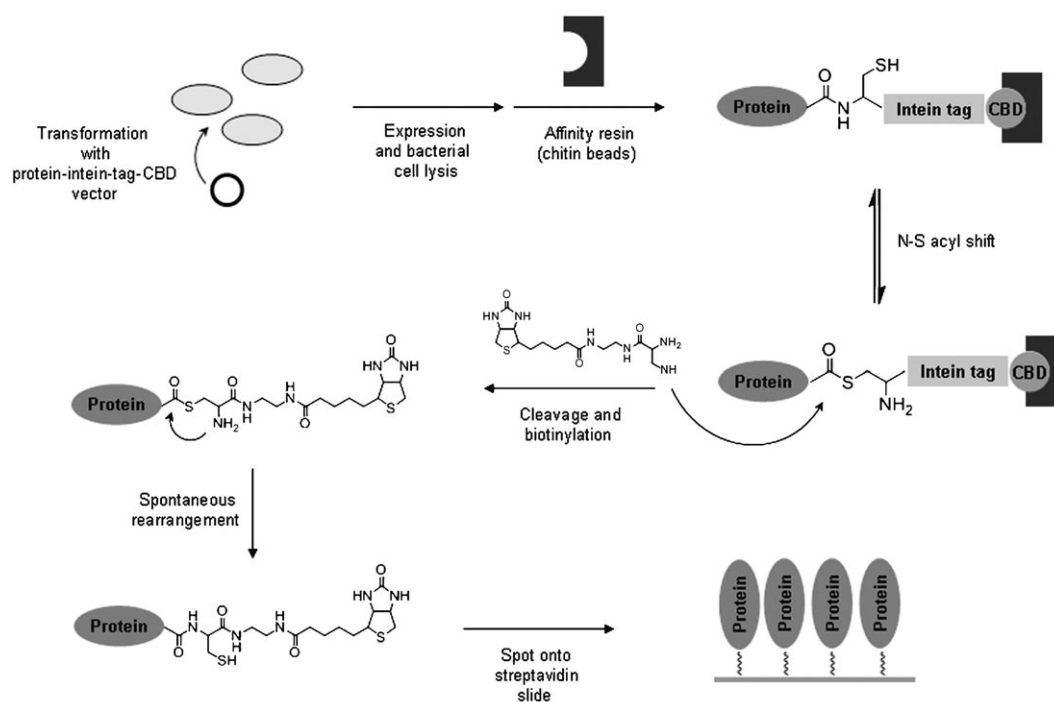 Transformation
with
protein-intein-tag-CBD
vector
Expression
and bacterial
cell lysis
Affinity resin
(chitin beads)
Protein
O
N
H
SH
Intein tag
CBD
N-S acyl shift
Protein
O
S
NH2
Intein tag
CBD
O
HN
NH
S
O
H
N
N
H
O
NH2
NH
Cleavage and
biotinylation
Protein
O
S
NH2
O
N
H
H
N
O
O
HN
NH
S
Spontaneous
rearrangement
Protein
O
H
N
SH
O
N
H
H
N
O
O
HN
NH
S
Spot onto
streptavidin
slide
Protein
Protein
Protein
Protein